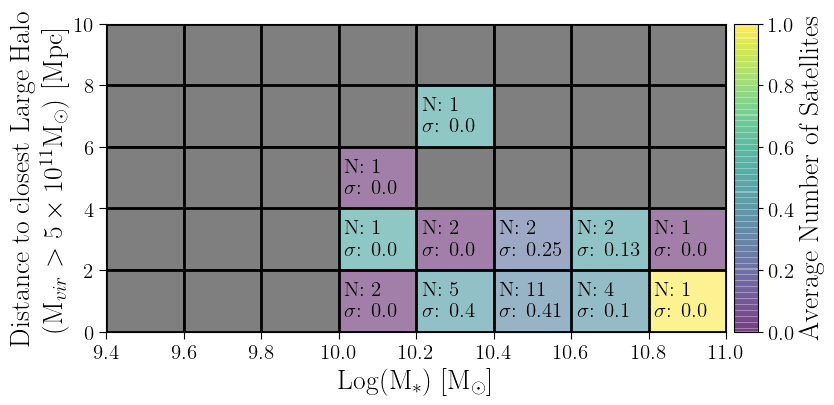 Distance to closest Large Halo
(M_vir > 5 × 10^11 M_⊙) [Mpc]
10
8
6
4
2
0
N: 1
σ: 0.0
N: 1
σ: 0.0
N: 1
σ: 0.0
N: 2
σ: 0.0
N: 2
σ: 0.25
N: 2
σ: 0.13
N: 1
σ: 0.0
N: 2
σ: 0.0
N: 5
σ: 0.4
N: 11
σ: 0.41
N: 4
σ: 0.1
N: 1
σ: 0.0
9.4 9.6 9.8 10.0 10.2 10.4 10.6 10.8 11.0
Log(M_*) [M_⊙]
1.0
0.8
0.6
0.4
0.2
0.0
Average Number of Satellites